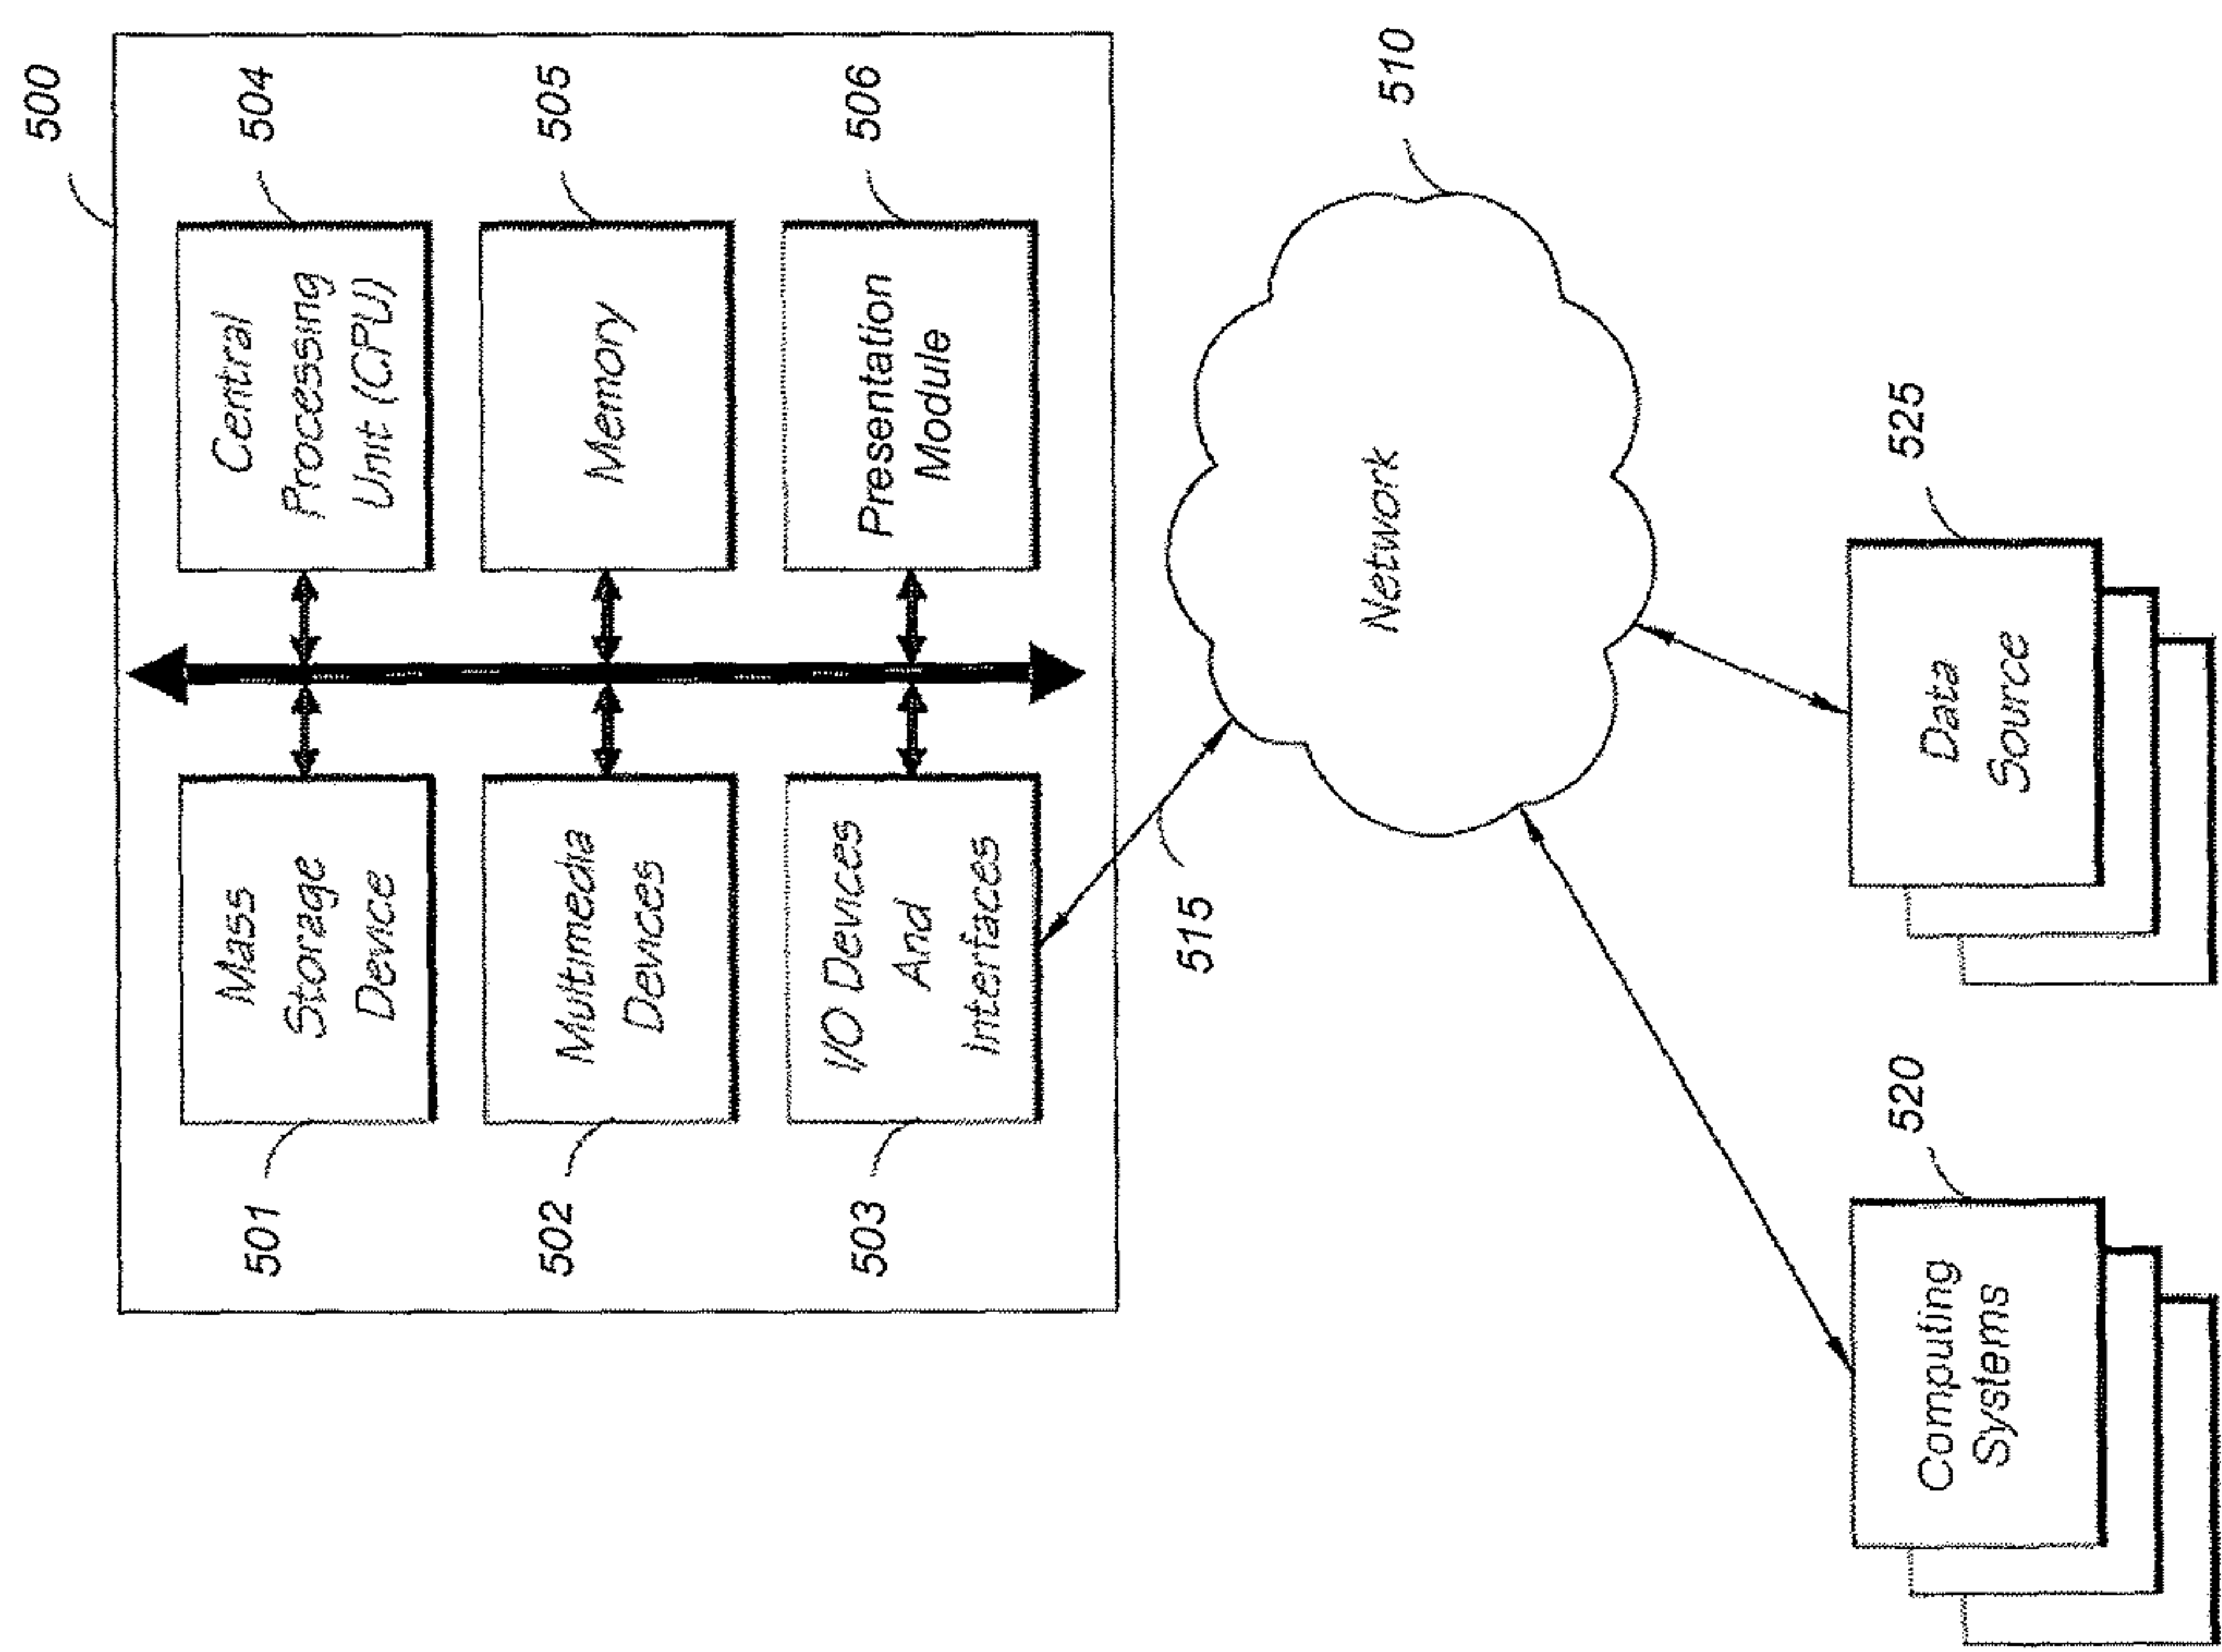 500
501
Mass
Storage
Device
Central
Processing
Unit (CPU)
504
502
Multimedia
Devices
Memory
505
503
I/O Devices
And
Interfaces
Presentation
Module
506
515
Network
510
520
Computing
Systems
Data
Source
525